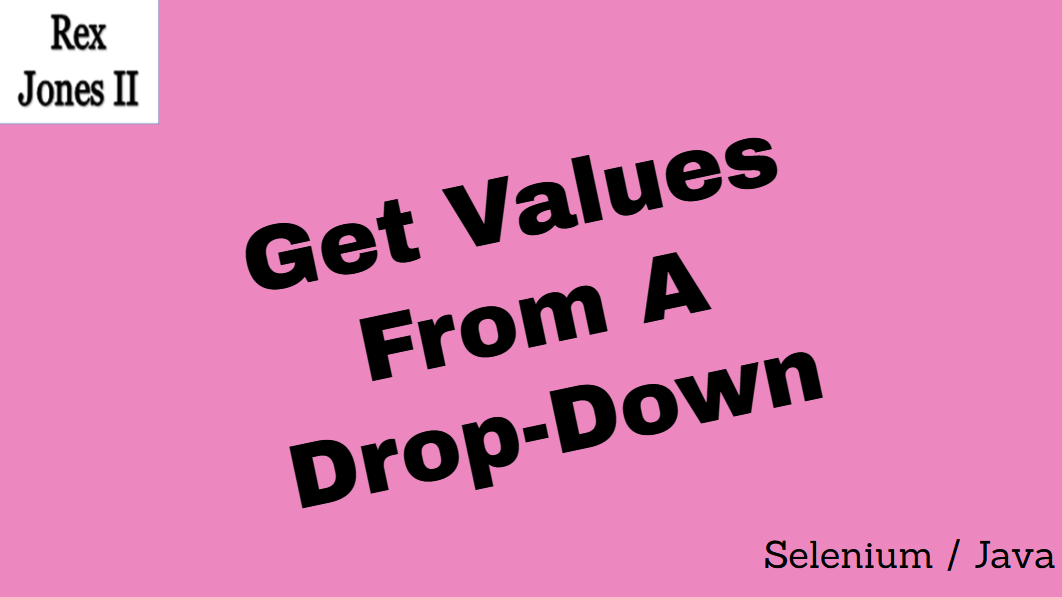 Rex
Jones II
Get Values
From A
Drop-Down
Selenium / Java